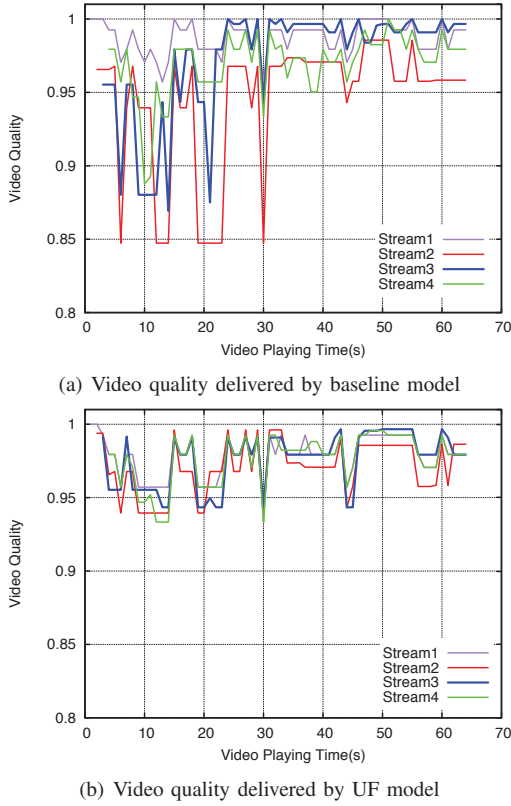 1
0.95
0.9
0.85
0.8
Video Quality
Stream1
Stream2
Stream3
Stream4
0 10 20 30 40 50 60 70
Video Playing Time(s)
(a) Video quality delivered by baseline model
1
0.95
0.9
0.85
0.8
Video Quality
Stream1
Stream2
Stream3
Stream4
0 10 20 30 40 50 60 70
Video Playing Time(s)
(b) Video quality delivered by UF model